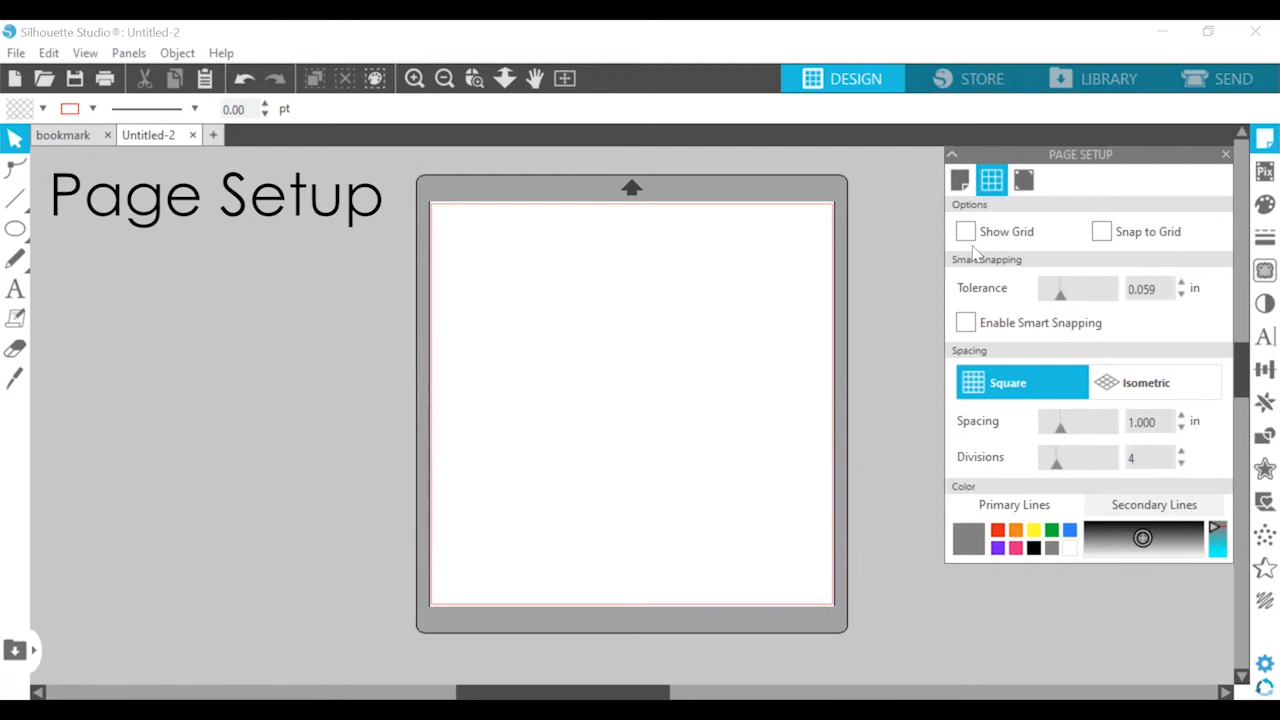 Silhouette Studio®: Untitled-2
File Edit View Panels Object Help
DESIGN STORE LIBRARY SEND
0.00 pt
bookmark Untitled-2
PAGE SETUP
Page Setup
Options
Show Grid Snap to Grid
Smart Snapping
Tolerance 0.059 in
Enable Smart Snapping
Spacing
Square Isometric
Spacing 1.000 in
Divisions 4
Color
Primary Lines Secondary Lines